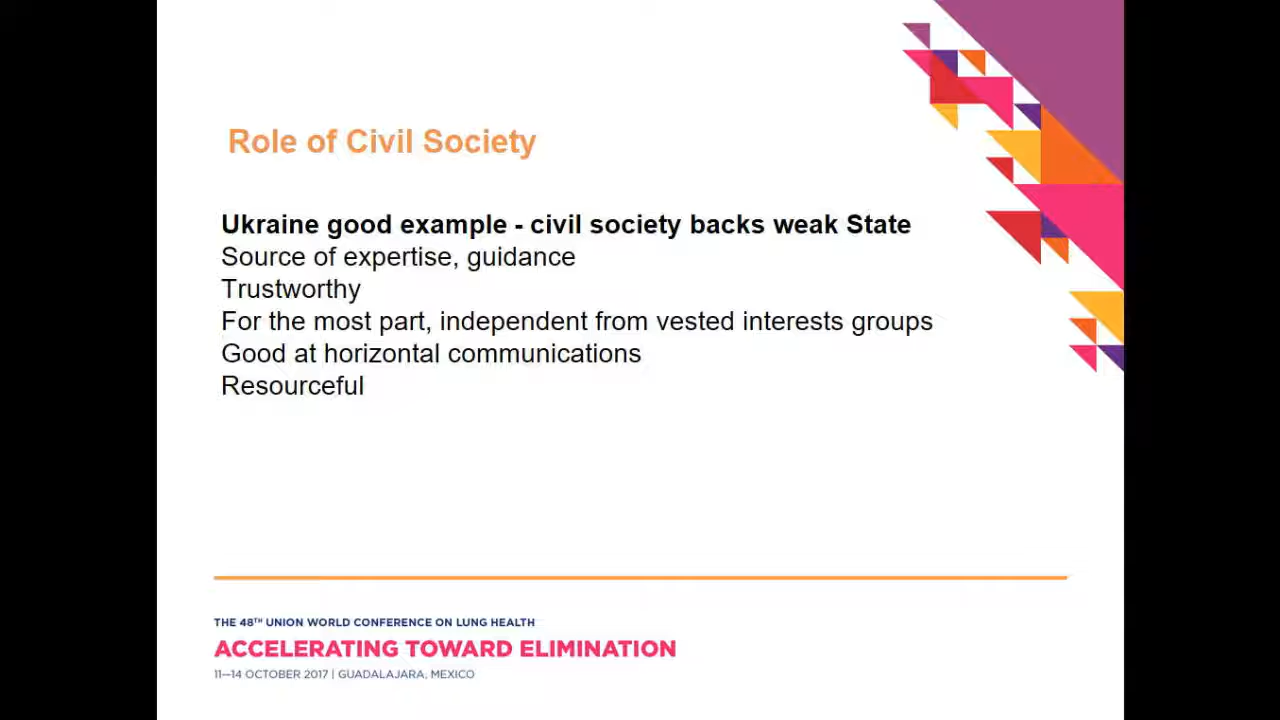 Role of Civil Society
Ukraine good example - civil society backs weak State
Source of expertise, guidance
Trustworthy
For the most part, independent from vested interests groups
Good at horizontal communications
Resourceful
THE 48TH UNION WORLD CONFERENCE ON LUNG HEALTH
ACCELERATING TOWARD ELIMINATION
11—14 OCTOBER 2017 | GUADALAJARA, MEXICO